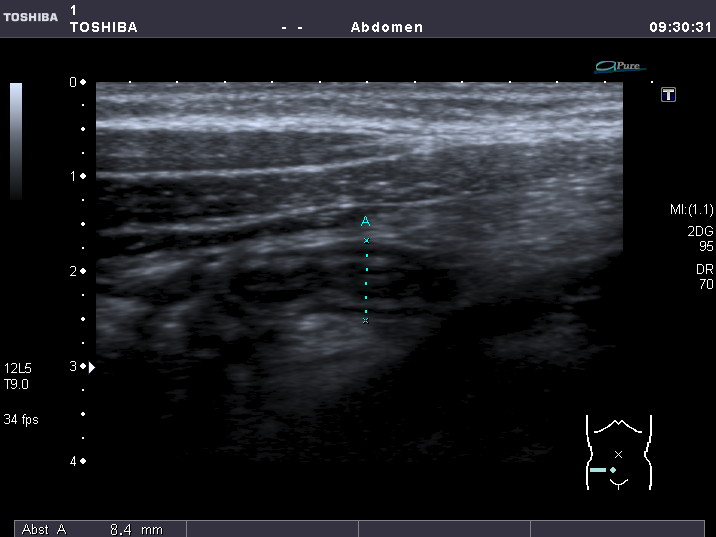 TOSHIBA
1
TOSHIBA - - Abdomen 09:30:31
Pure
T
0
1
A
MI:(1.1)
2DG
95
DR
70
2
3
12L5
T9.0
34 fps
4
Abst A 8.4 mm